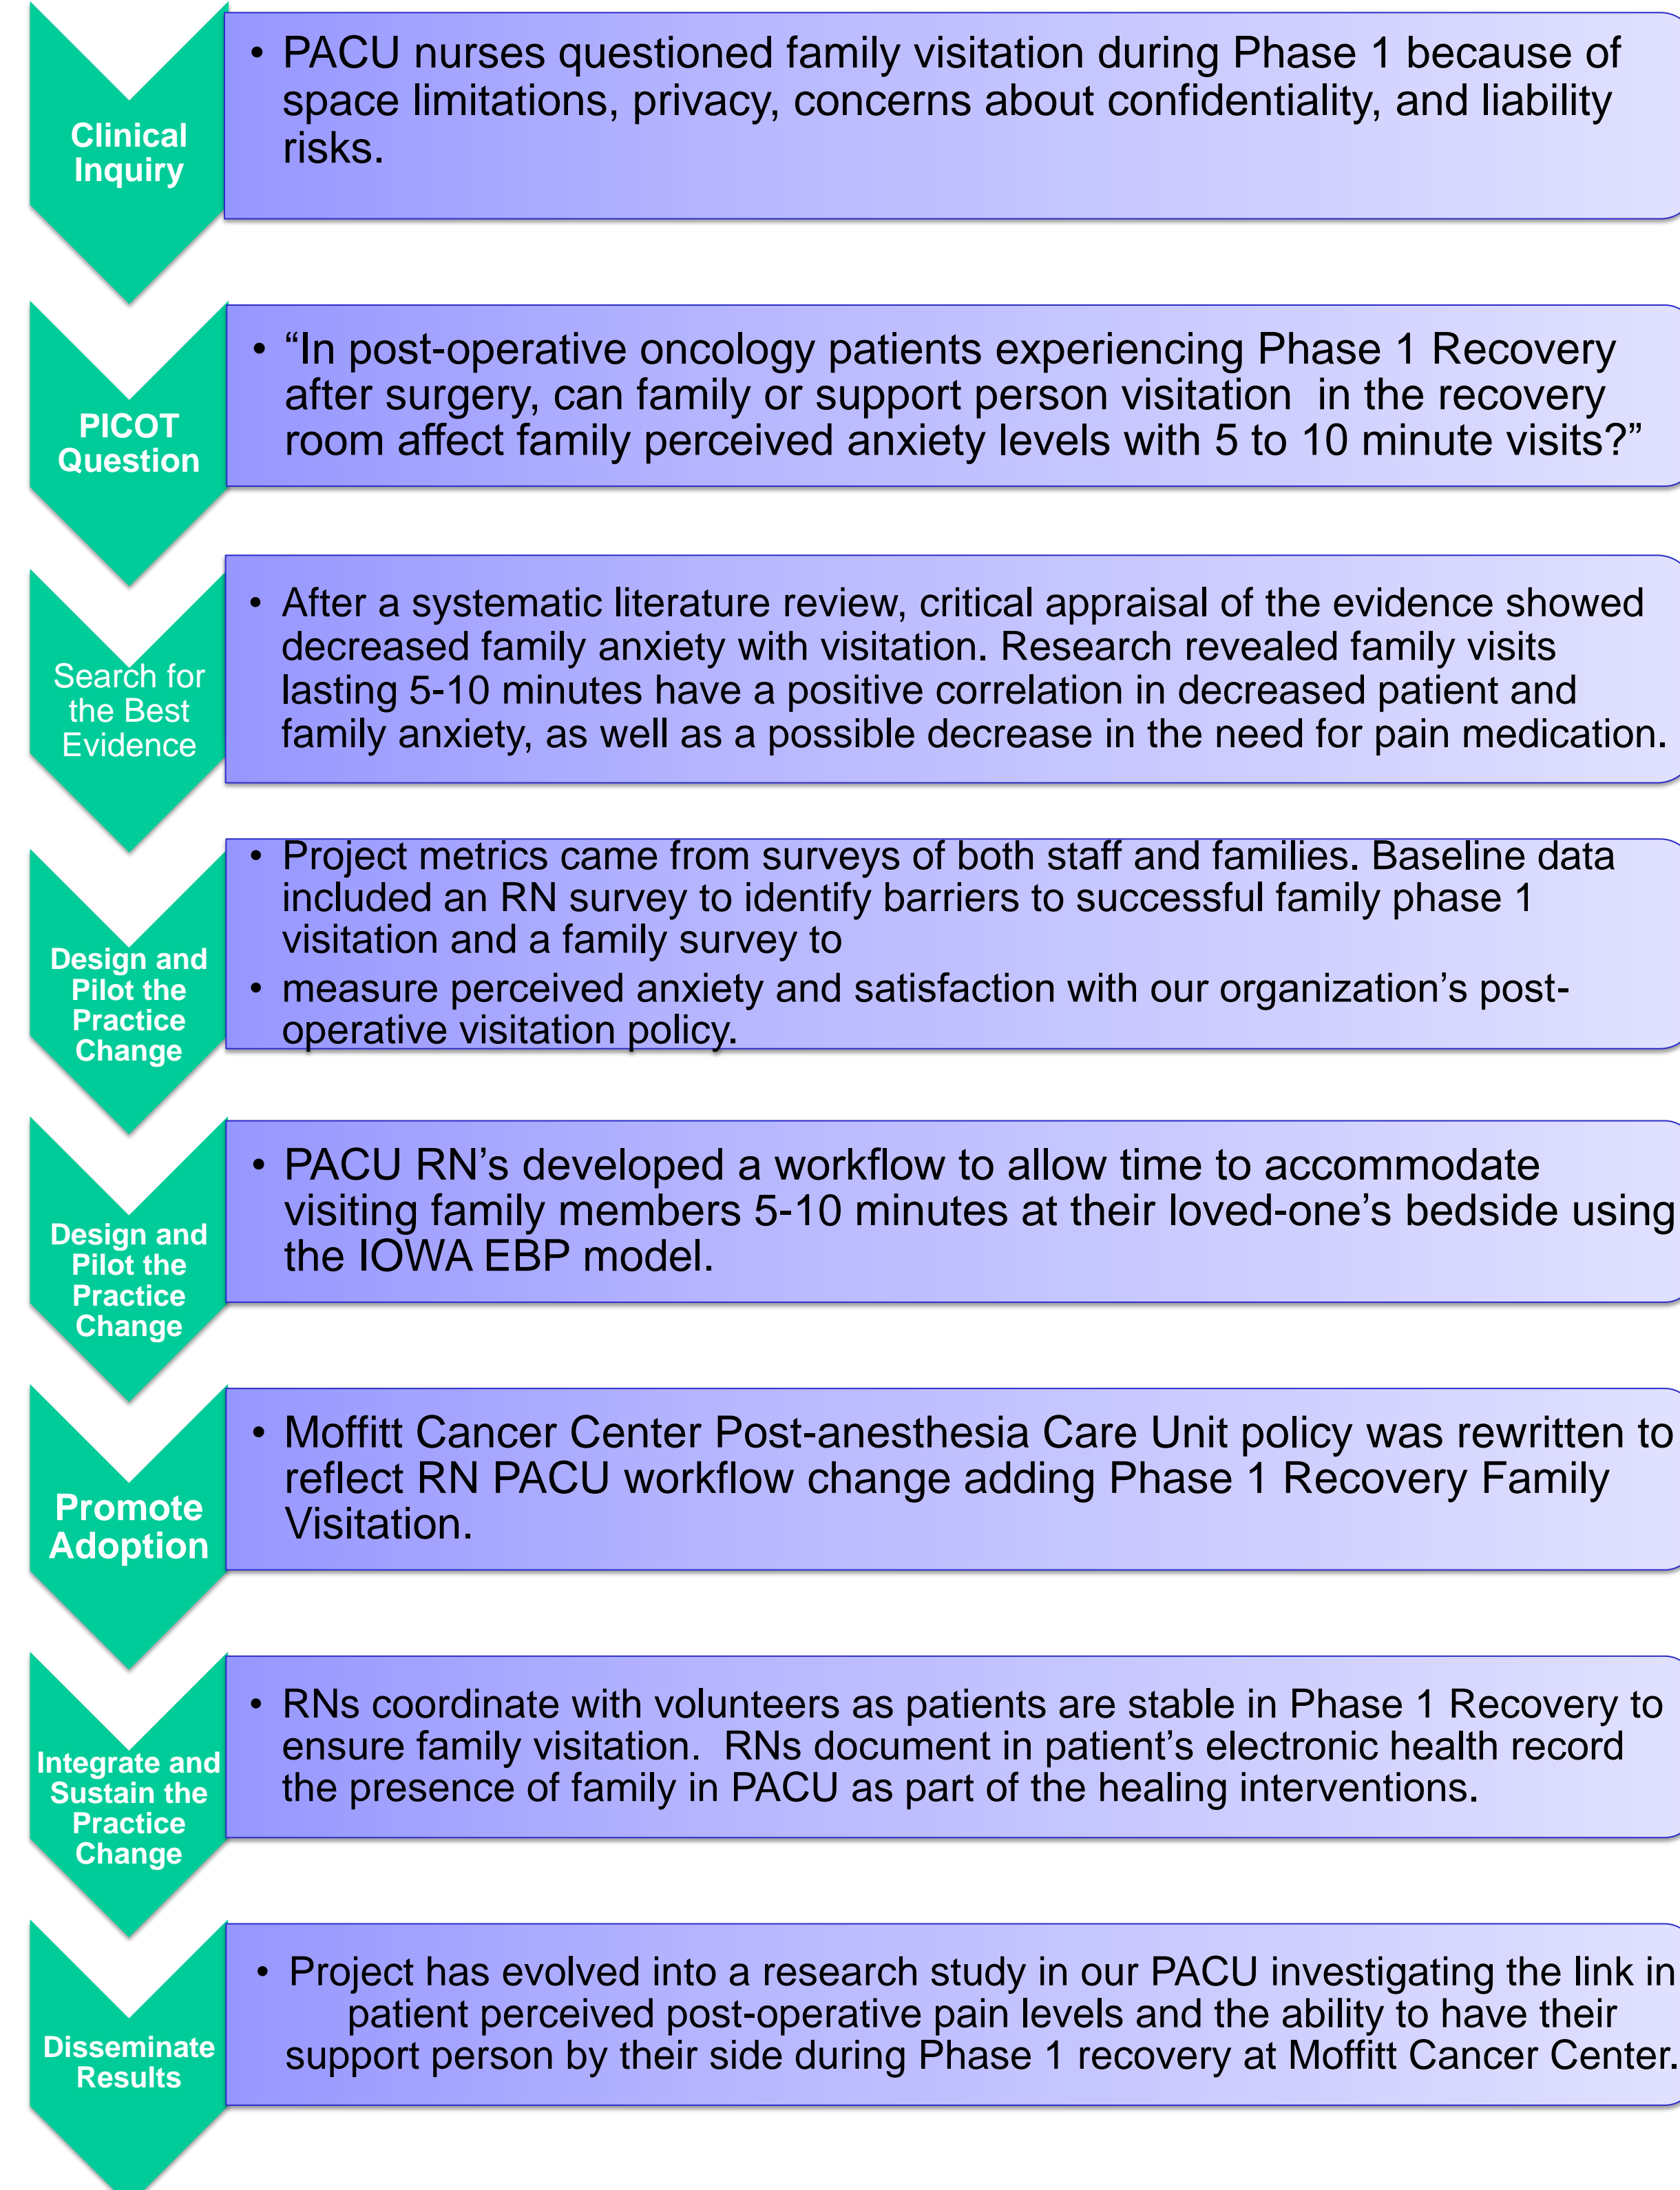 Clinical
Inquiry
• PACU nurses questioned family visitation during Phase 1 because of
space limitations, privacy, concerns about confidentiality, and liability
risks.
PICOT
Question
• “In post-operative oncology patients experiencing Phase 1 Recovery
after surgery, can family or support person visitation in the recovery
room affect family perceived anxiety levels with 5 to 10 minute visits?”
Search for
the Best
Evidence
• After a systematic literature review, critical appraisal of the evidence showed
decreased family anxiety with visitation. Research revealed family visits
lasting 5-10 minutes have a positive correlation in decreased patient and
family anxiety, as well as a possible decrease in the need for pain medication.
Design and
Pilot the
Practice
Change
• Project metrics came from surveys of both staff and families. Baseline data
included an RN survey to identify barriers to successful family phase 1
visitation and a family survey to
• measure perceived anxiety and satisfaction with our organization’s post-
operative visitation policy.
Design and
Pilot the
Practice
Change
• PACU RN’s developed a workflow to allow time to accommodate
visiting family members 5-10 minutes at their loved-one’s bedside using
the IOWA EBP model.
Promote
Adoption
• Moffitt Cancer Center Post-anesthesia Care Unit policy was rewritten to
reflect RN PACU workflow change adding Phase 1 Recovery Family
Visitation.
Integrate and
Sustain the
Practice
Change
• RNs coordinate with volunteers as patients are stable in Phase 1 Recovery to
ensure family visitation. RNs document in patient’s electronic health record
the presence of family in PACU as part of the healing interventions.
Disseminate
Results
• Project has evolved into a research study in our PACU investigating the link in
patient perceived post-operative pain levels and the ability to have their
support person by their side during Phase 1 recovery at Moffitt Cancer Center.